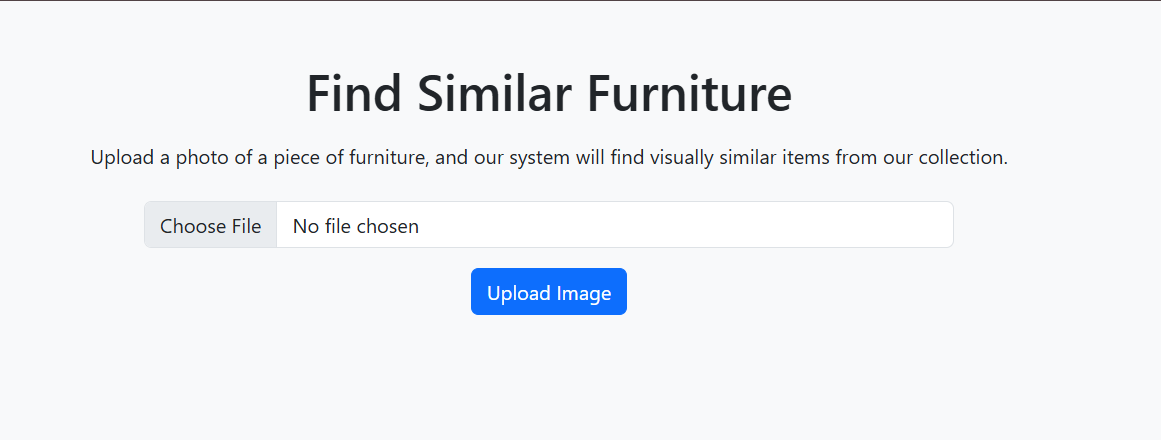 Find Similar Furniture
Upload a photo of a piece of furniture, and our system will find visually similar items from our collection.
Choose File No file chosen
Upload Image